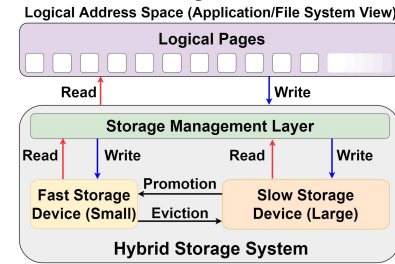 Logical Address Space (Application/File System View)
Logical Pages
Read
Write
Storage Management Layer
Read
Write
Read
Write
Fast Storage
Device (Small)
Promotion
Eviction
Slow Storage
Device (Large)
Hybrid Storage System